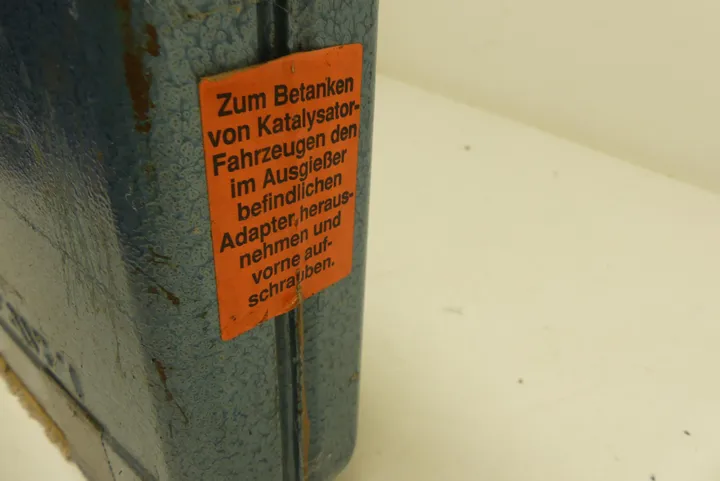 Zum Betanken
von Katalysator-
Fahrzeugen den
im Ausgießer
befindlichen
Adapter, heraus-
nehmen und
vorne auf-
schrauben.